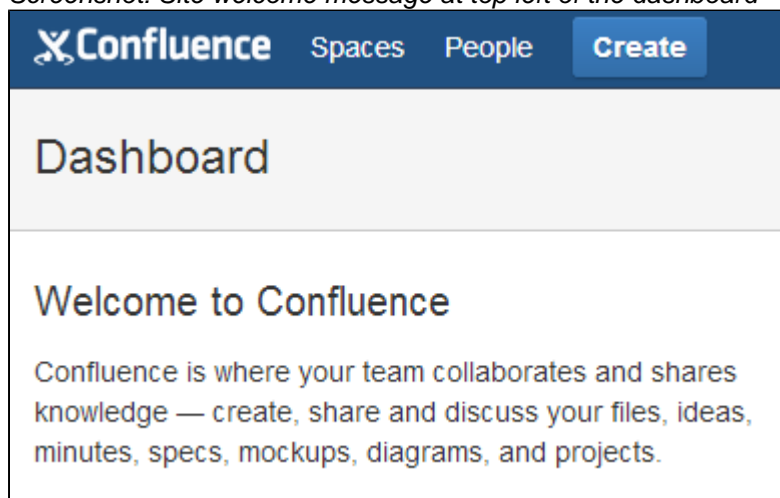 Screenshot: Site welcome message at top left of the dashboard
Confluence Spaces People Create
Dashboard
Welcome to Confluence
Confluence is where your team collaborates and shares
knowledge — create, share and discuss your files, ideas,
minutes, specs, mockups, diagrams, and projects.